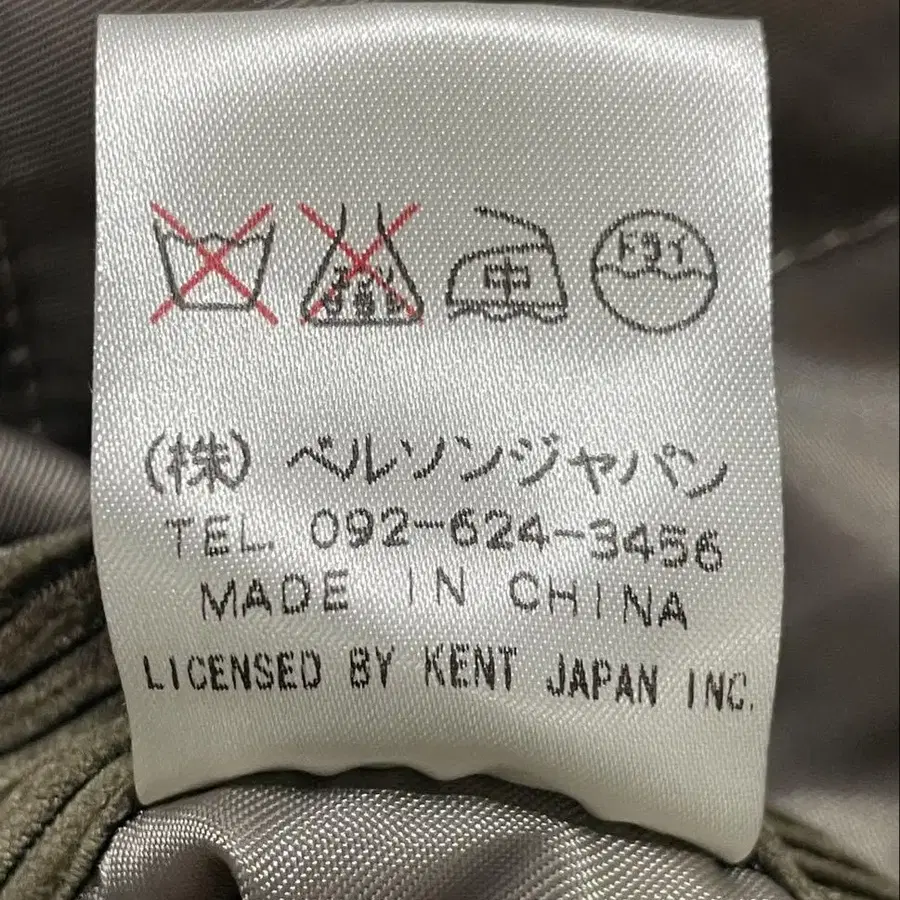 中 ドライ
(株) ベルソンジャパン
TEL. 092-624-3456
MADE IN CHINA
LICENSED BY KENT JAPAN INC.